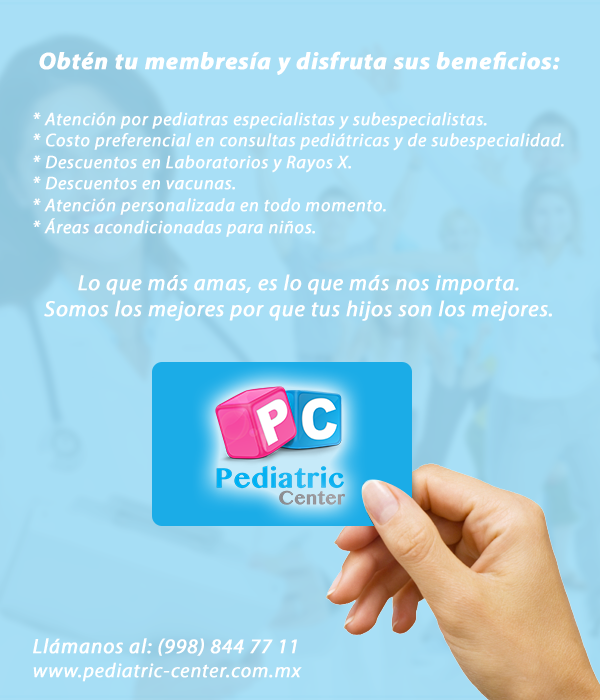 Obtén tu membresía y disfruta sus beneficios:
* Atención por pediatras especialistas y subespecialistas.
* Costo preferencial en consultas pediátricas y de subespecialidad.
* Descuentos en Laboratorios y Rayos X.
* Descuentos en vacunas.
* Atención personalizada en todo momento.
* Áreas acondicionadas para niños.
Lo que más amas, es lo que más nos importa.
Somos los mejores por que tus hijos son los mejores.
PC
Pediatric
Center
Llámanos al: (998) 844 77 11
www.pediatric-center.com.mx